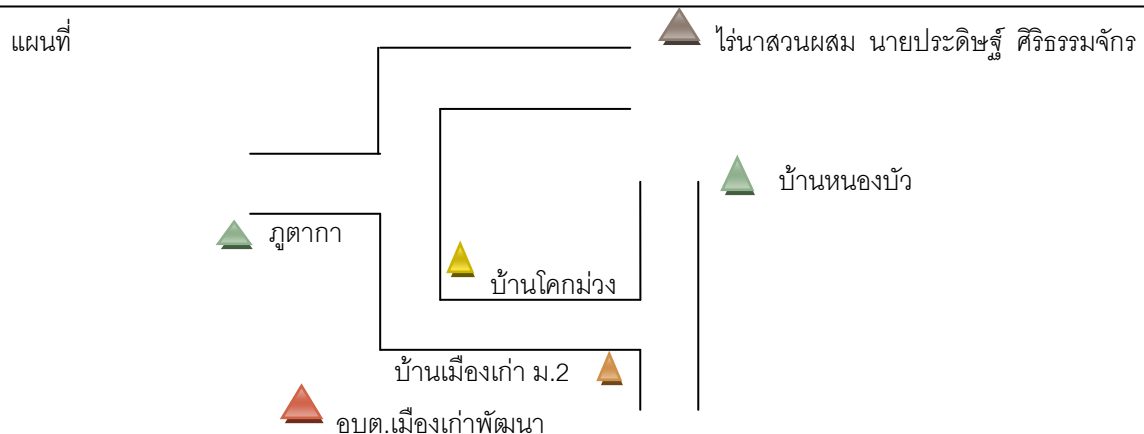 แผนที่
ไร่นาสวนผสม นายประดิษฐ์ ศิริธรรมจักร
บ้านหนองบัว
ภูตากา
บ้านโคกม่วง
บ้านเมืองเก่า ม.2
อบต.เมืองเก่าพัฒนา